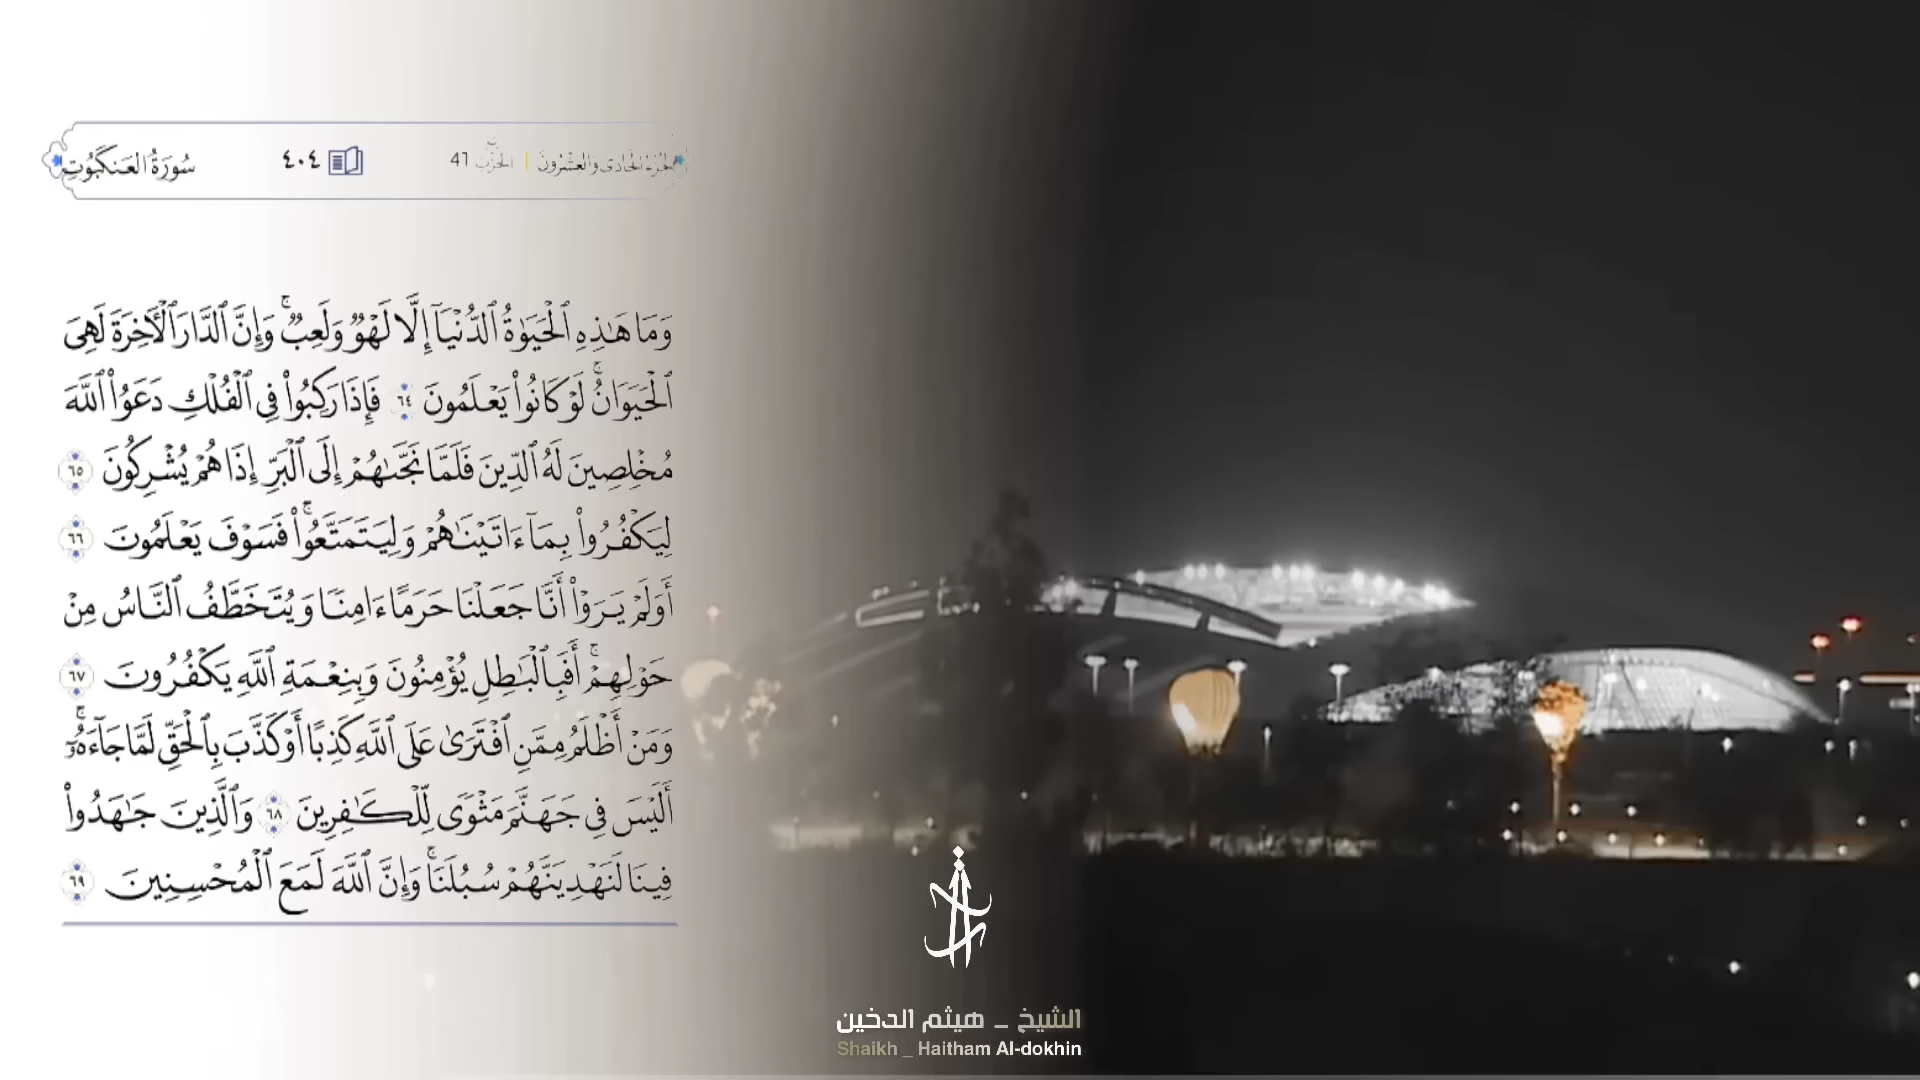 الجزء الحادي والعشرون | الحزب 41
٤٠٤
سُورَةُ العَنكَبُوتِ
وَمَا هَٰذِهِ ٱلْحَيَوٰةُ ٱلدُّنْيَآ إِلَّا لَهْوٌ وَلَعِبٌ ۚ وَإِنَّ ٱلدَّارَ ٱلْأَخِرَةَ لَهِىَ
ٱلْحَيَوَانُ ۚ لَوْ كَانُوا۟ يَعْلَمُونَ ٦٤ فَإِذَا رَكِبُوا۟ فِى ٱلْفُلْكِ دَعَوُا۟ ٱللَّهَ
مُخْلِصِينَ لَهُ ٱلدِّينَ فَلَمَّا نَجَّىٰهُمْ إِلَى ٱلْبَرِّ إِذَا هُمْ يُشْرِكُونَ ٦٥
لِيَكْفُرُوا۟ بِمَآ ءَاتَيْنَٰهُمْ وَلِيَتَمَتَّعُوا۟ ۚ فَسَوْفَ يَعْلَمُونَ ٦٦
أَوَلَمْ يَرَوْا۟ أَنَّا جَعَلْنَا حَرَمًا ءَامِنًا وَيُتَخَطَّفُ ٱلنَّاسُ مِنْ
حَوْلِهِمْ ۚ أَفَبِٱلْبَٰطِلِ يُؤْمِنُونَ وَبِنِعْمَةِ ٱللَّهِ يَكْفُرُونَ ٦٧
وَمَنْ أَظْلَمُ مِمَّنِ ٱفْتَرَىٰ عَلَى ٱللَّهِ كَذِبًا أَوْ كَذَّبَ بِٱلْحَقِّ لَمَّا جَآءَهُۥٓ ۚ
أَلَيْسَ فِى جَهَنَّمَ مَثْوًى لِّلْكَٰفِرِينَ ٦٨ وَٱلَّذِينَ جَٰهَدُوا۟
فِينَا لَنَهْدِيَنَّهُمْ سُبُلَنَا ۚ وَإِنَّ ٱللَّهَ لَمَعَ ٱلْمُحْسِنِينَ ٦٩
الشيخ _ هيثم الدخين
Shaikh _ Haitham Al-dokhin